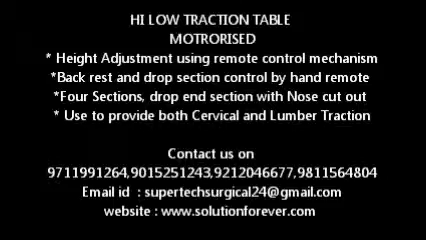 HI LOW TRACTION TABLE
MOTRORISED
* Height Adjustment using remote control mechanism
*Back rest and drop section control by hand remote
*Four Sections, drop end section with Nose cut out
* Use to provide both Cervical and Lumber Traction
Contact us on
9711991264,9015251243,9212046677,9811564804
Email id : supertechsurgical24@gmail.com
website : www.solutionforever.com